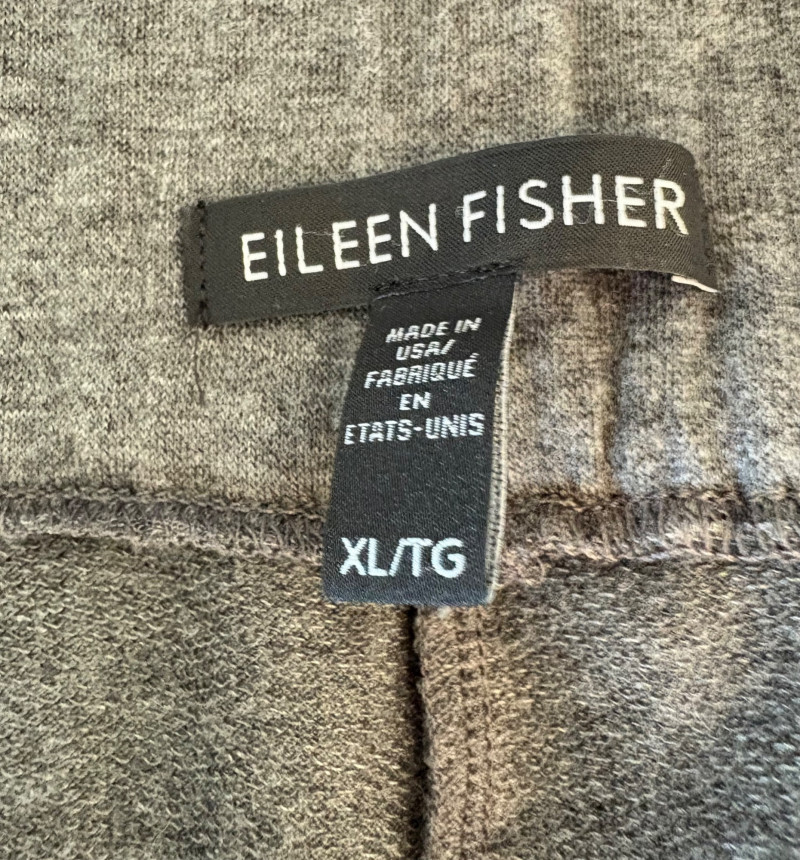 EILEEN FISHER
MADE IN
USA/
FABRIQUÉ
EN
ETATS-UNIS
XL/TG